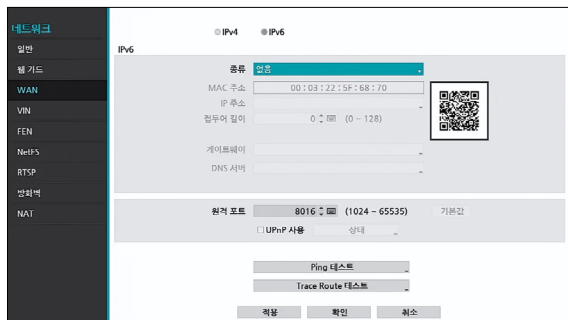 네트워크
일반
웹 가드
WAN
VIN
FEN
NetFS
RTSP
방화벽
NAT
IPv4 IPv6
IPv6
종류 없음
MAC 주소 00 : 03 : 22 : 5F : 68 : 70
IP 주소
접두어 길이 0 (0 ~ 128)
게이트웨이
DNS 서버
원격 포트 8016 (1024 ~ 65535) 기본값
UPnP 사용 상태
Ping 테스트
Trace Route 테스트
적용 확인 취소